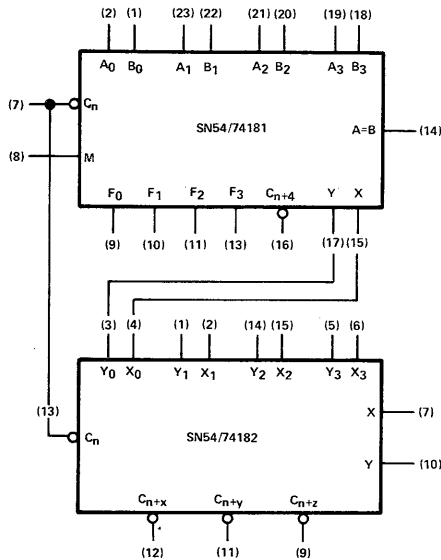 (2) (1) (23) (22) (21) (20) (19) (18)
A0 B0 A1 B1 A2 B2 A3 B3
(7) Cn
SN54/74181
A=B (14)
(8) M
F0 F1 F2 F3 Cn+4 Y X
(9) (10) (11) (13) (16) (17) (15)
(3) (4) (1) (2) (14) (15) (5) (6)
Y0 X0 Y1 X1 Y2 X2 Y3 X3
(13)
X (7)
Cn
SN54/74182
Y (10)
Cn+x Cn+y Cn+z
(12) (11) (9)